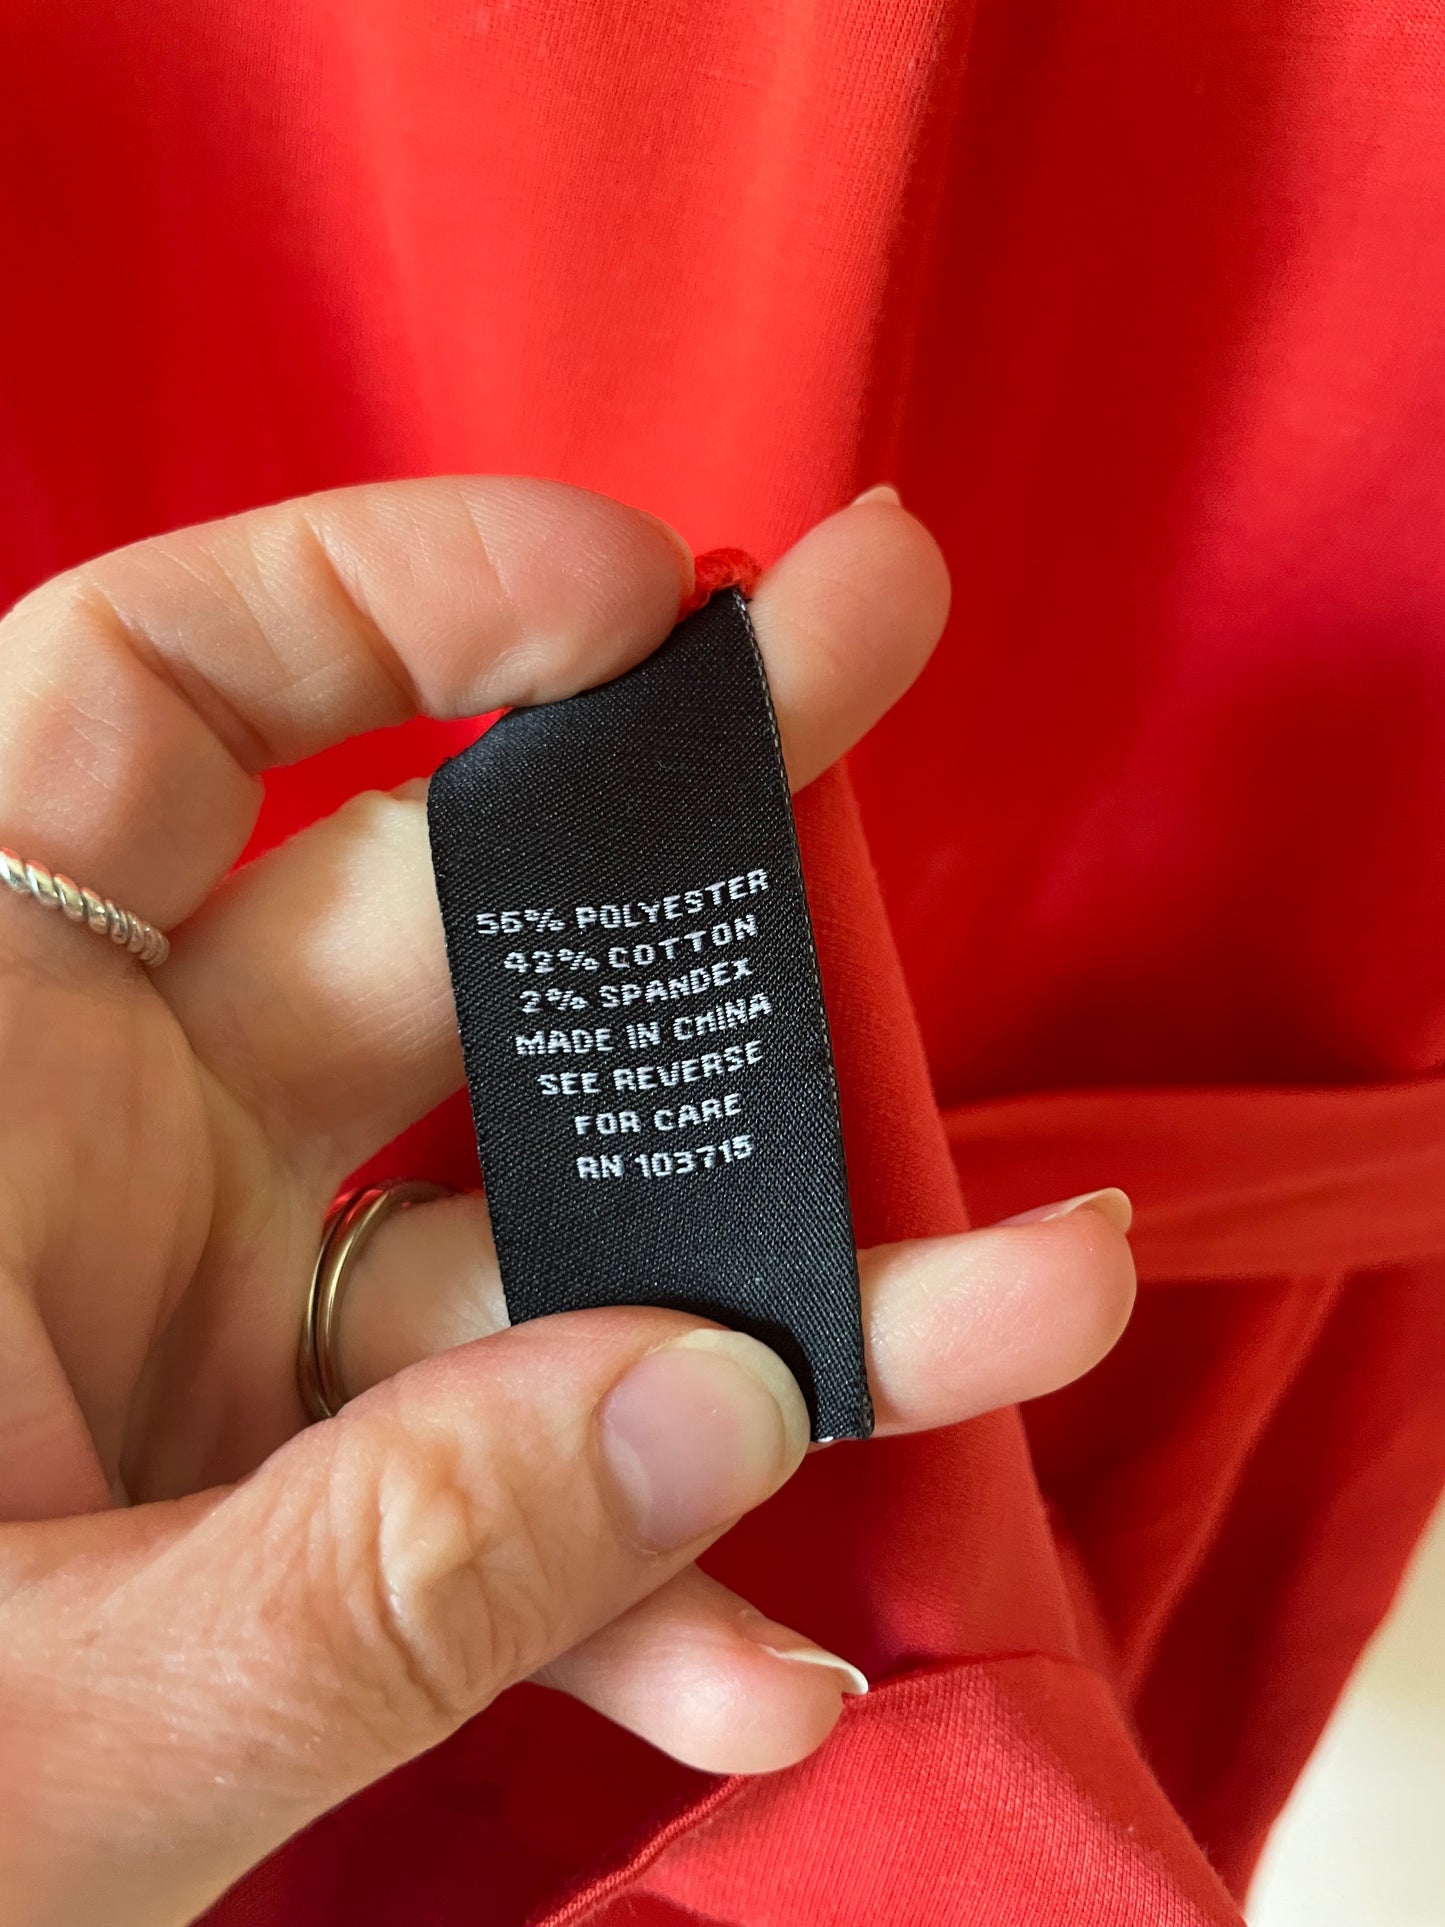 56% POLYESTER
42% COTTON
2% SPANDEX
MADE IN CHINA
SEE REVERSE
FOR CARE
RN 103715